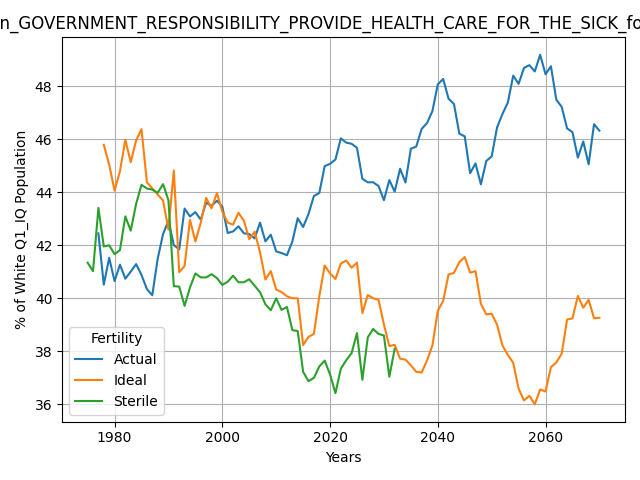 n_GOVERNMENT_RESPONSIBILITY_PROVIDE_HEALTH_CARE_FOR_THE_SICK_fo
% of White Q1_IQ Population
48
46
44
42
40
38
36
Fertility
Actual
Ideal
Sterile
1980 2000 2020 2040 2060
Years